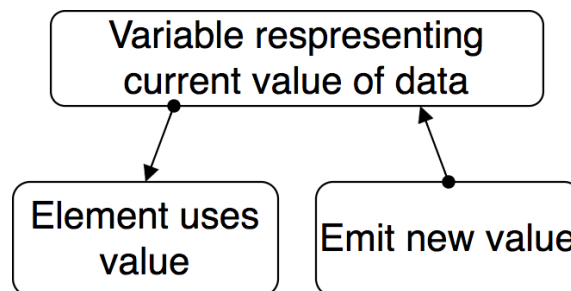 Variable respresenting
current value of data
Element uses
value
Emit new value